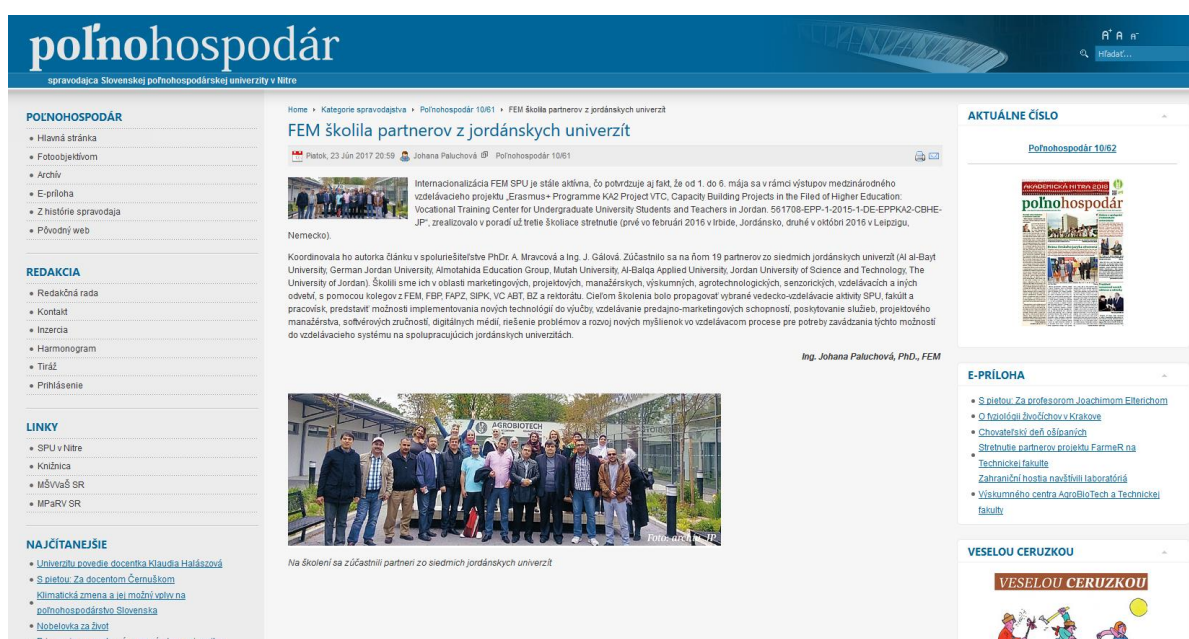 poľnohospodár
spravodajca Slovenskej poľnohospodárskej univerzity v Nitre
A+ A A-
Hľadať...
POĽNOHOSPODÁR
Hlavná stránka
Fotoobjektívom
Archív
E-príloha
Z histórie spravodaja
Pôvodný web
REDAKCIA
Redakčná rada
Kontakt
Inzercia
Harmonogram
Tiráž
Prihlásenie
LINKY
SPU v Nitre
Knižnica
MŠVVaŠ SR
MPaRV SR
NAJČÍTANEJŠIE
Univerzitu povedie docentka Klaudia Halászová
S pietou: Za docentom Černuškom
Klimatická zmena a jej možný vplyv na
poľnohospodárstvo Slovenska
Nobelovka za život
Home Kategorie spravodajstva Poľnohospodár 10/61 FEM školila partnerov z jordánskych univerzít
FEM školila partnerov z jordánskych univerzít
Piatok, 23 Jún 2017 20:59 Johana Paluchová Poľnohospodár 10/61
Internacionalizácia FEM SPU je stále aktívna, čo potvrdzuje aj fakt, že od 1. do 6. mája sa v rámci výstupov medzinárodného
vzdelávacieho projektu „Erasmus+ Programme KA2 Project VTC, Capacity Building Projects in the Filed of Higher Education:
Vocational Training Center for Undergraduate University Students and Teachers in Jordan. 561708-EPP-1-2015-1-DE-EPPKA2-CBHE-
JP", zrealizovalo v poradí už tretie školiace stretnutie (prvé vo februári 2016 v Irbide, Jordánsko, druhé v októbri 2016 v Leipzigu,
Nemecko).
Koordinovala ho autorka článku v spoluriešiteľstve PhDr. A. Mravcová a Ing. J. Gálová. Zúčastnilo sa na ňom 19 partnerov zo siedmich jordánskych univerzít (Al al-Bayt
University, German Jordan University, Almotahida Education Group, Mutah University, Al-Balqa Applied University, Jordan University of Science and Technology, The
University of Jordan). Školili sme ich v oblasti marketingových, projektových, manažérskych, výskumných, agrotechnologických, senzorických, vzdelávacích a iných
odvetví, s pomocou kolegov z FEM, FBP, FAPZ, SIPK, VC ABT, BZ a rektorátu. Cieľom školenia bolo propagovať vybrané vedecko-vzdelávacie aktivity SPU, fakúlt a
pracovísk, predstaviť možnosti implementovania nových technológií do výučby, vzdelávanie predajno-marketingových schopností, poskytovanie služieb, projektového
manažérstva, softvérových zručností, digitálnych médií, riešenie problémov a rozvoj nových myšlienok vo vzdelávacom procese pre potreby zavádzania týchto možností
do vzdelávacieho systému na spolupracujúcich jordánskych univerzitách.
Ing. Johana Paluchová, PhD., FEM
AGROBIOTECH
Foto: archív JP
Na školení sa zúčastnili partneri zo siedmich jordánskych univerzít
AKTUÁLNE ČÍSLO
Poľnohospodár 10/62
AKADEMICKÁ NITRA 2018
poľnohospodár
E-PRÍLOHA
S pietou: Za profesorom Joachimom Elterichom
O fyziológii živočíchov v Krakove
Chovateľský deň ošípaných
Stretnutie partnerov projektu FarmeR na
Technickej fakulte
Zahraniční hostia navštívili laboratóriá
Výskumného centra AgroBioTech a Technickej
fakulty
VESELOU CERUZKOU
VESELOU CERUZKOU